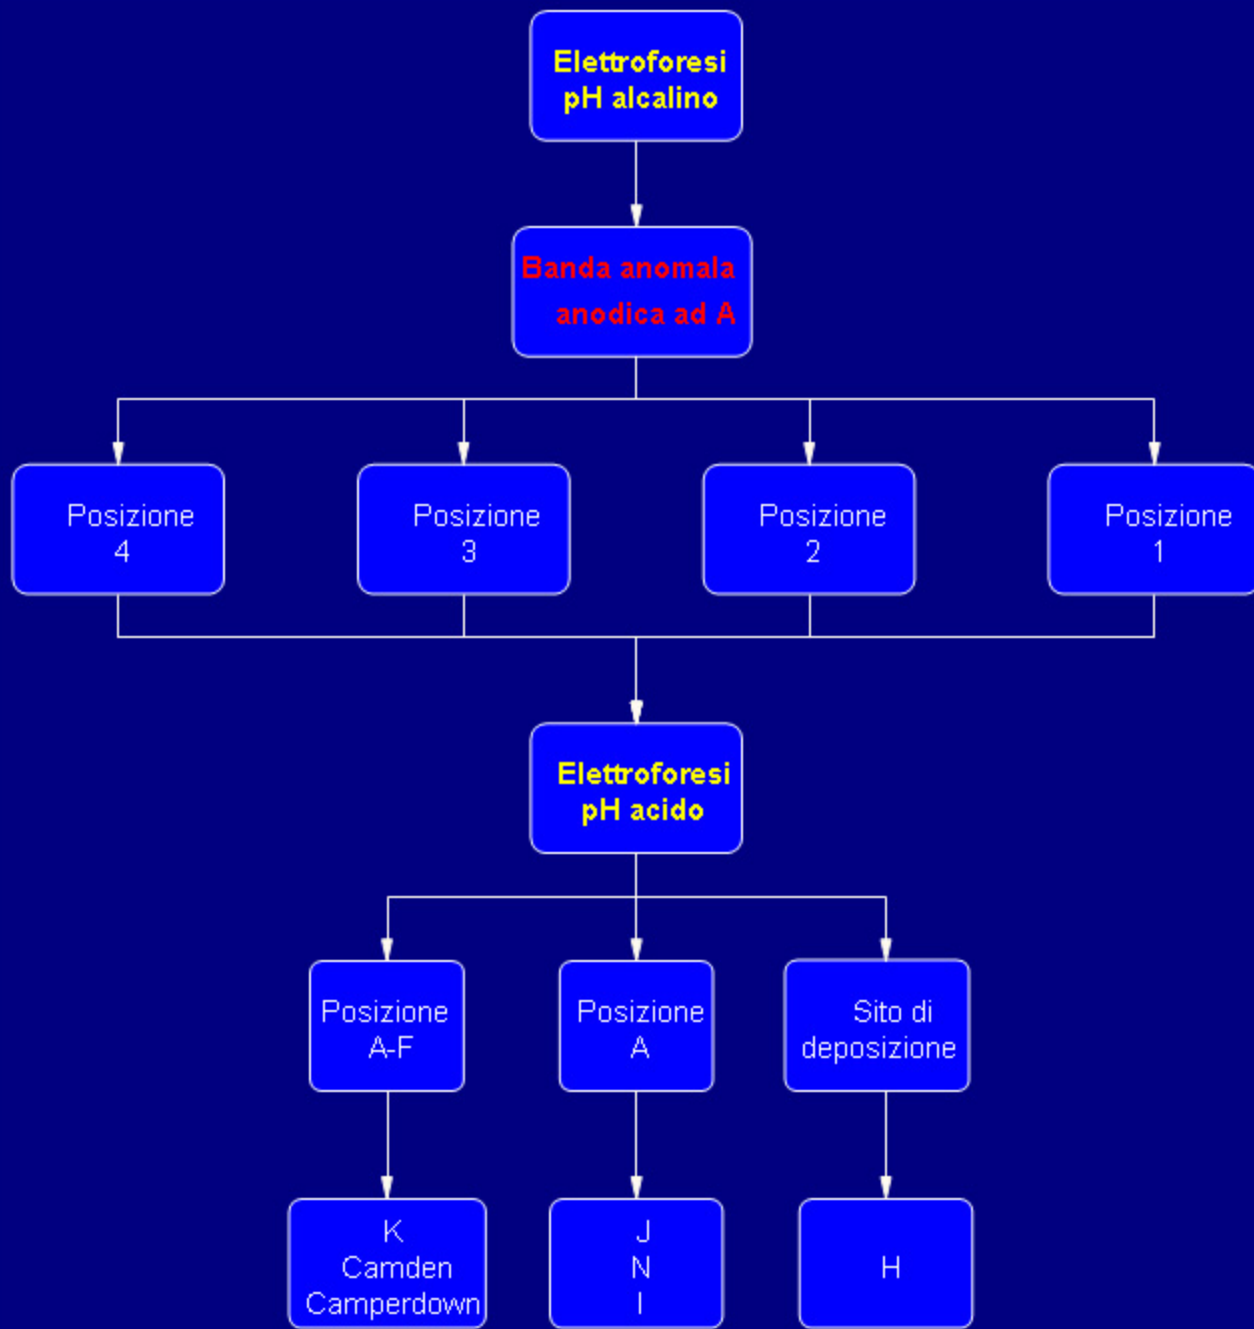 Elettroforesi
pH alcalino
Banda anomala
anodica ad A
Posizione
4
Posizione
3
Posizione
2
Posizione
1
Elettroforesi
pH acido
Posizione
A-F
Posizione
A
Sito di
deposizione
K
Camden
Camperdown
J
N
I
H